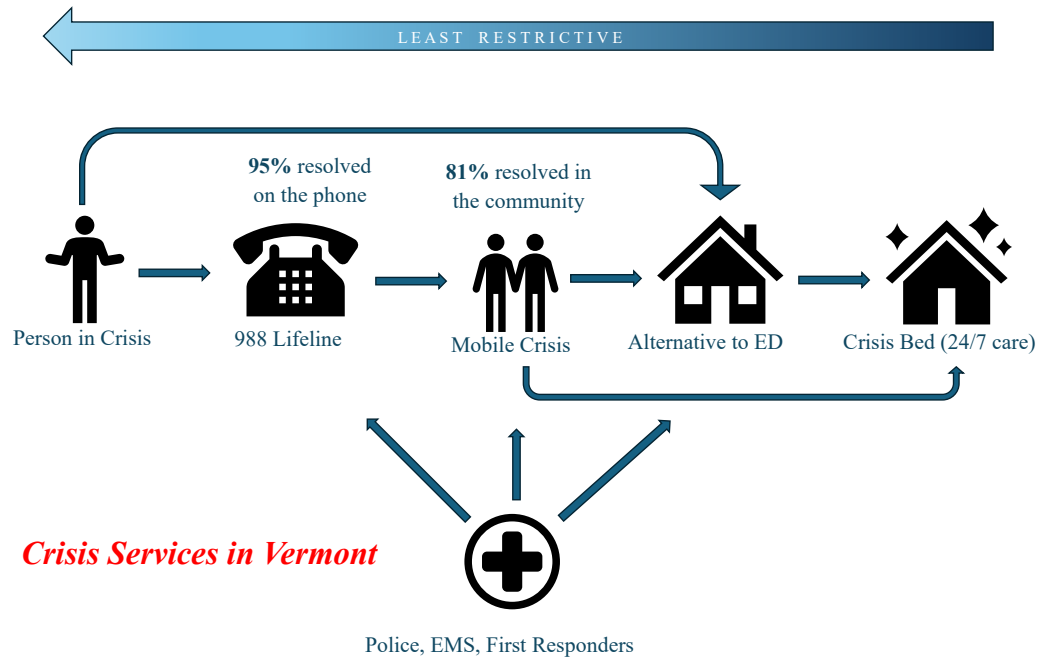 LEAST RESTRICTIVE
95% resolved
on the phone
81% resolved in
the community
Person in Crisis
988 Lifeline
Mobile Crisis
Alternative to ED
Crisis Bed (24/7 care)
Crisis Services in Vermont
Police, EMS, First Responders